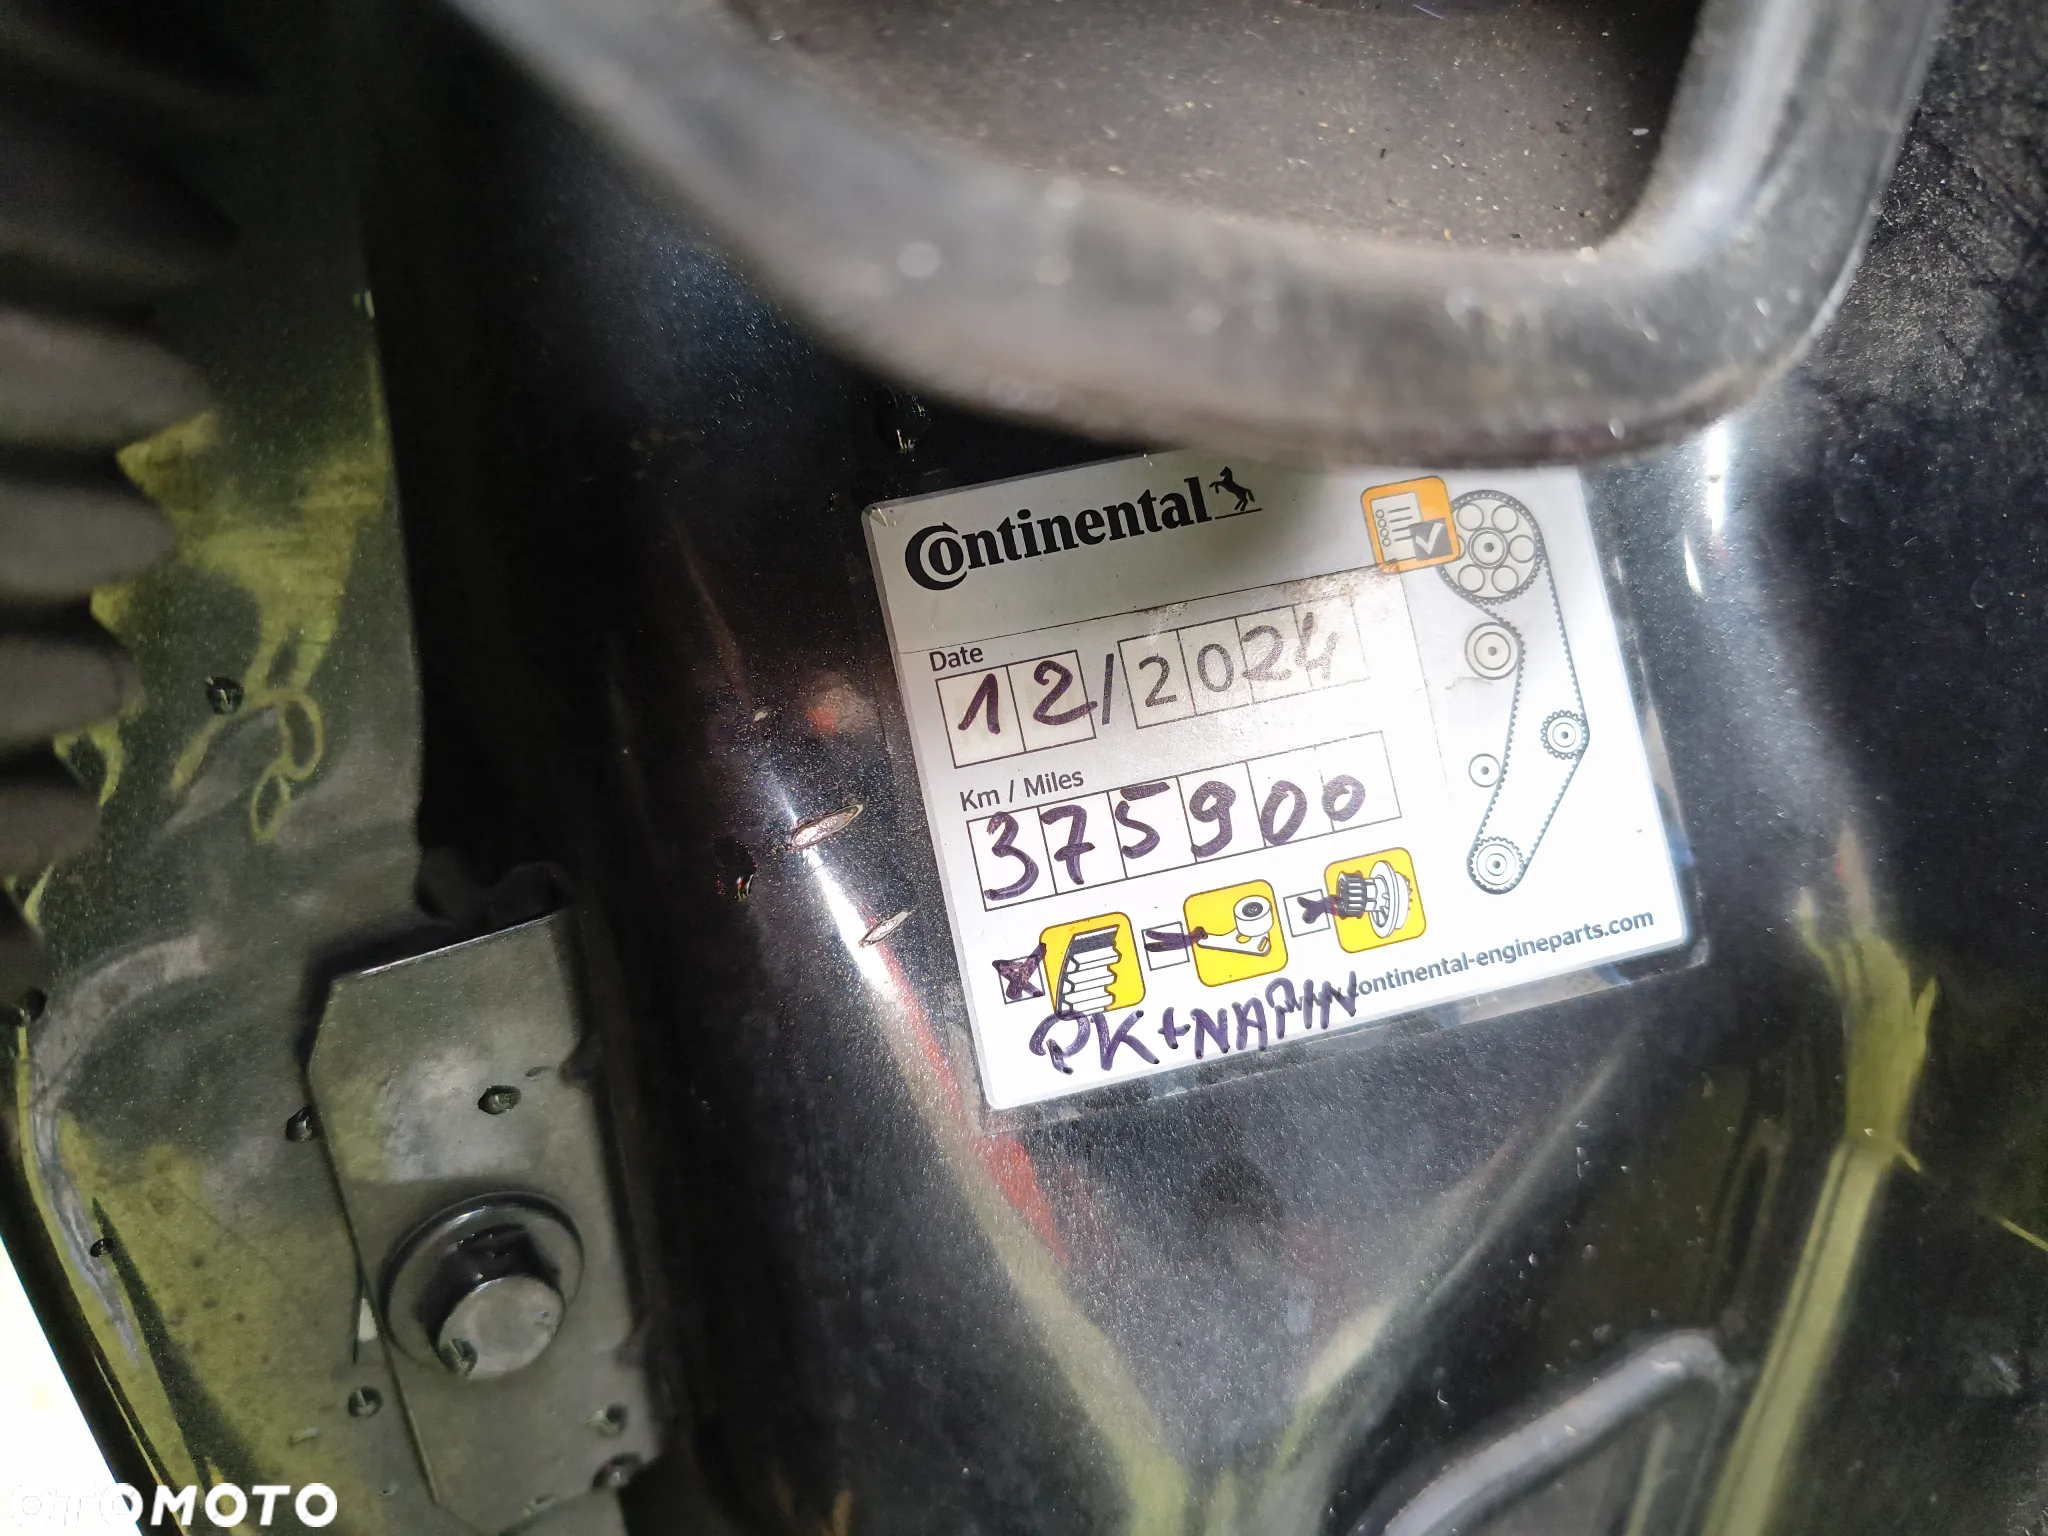 Continental
Date
12/2024
Km / Miles
375900
www.continental-engineparts.com
PK+NAPIN
OTOMOTO